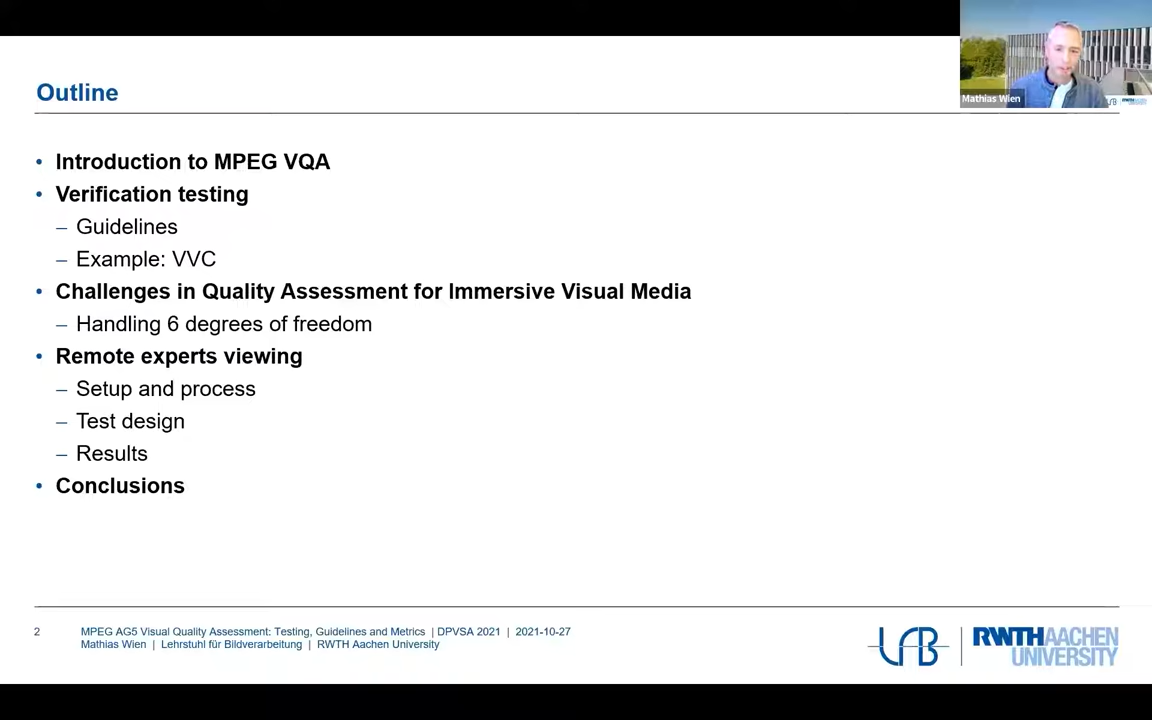 Outline
Mathias Wien
• Introduction to MPEG VQA
• Verification testing
– Guidelines
– Example: VVC
• Challenges in Quality Assessment for Immersive Visual Media
– Handling 6 degrees of freedom
• Remote experts viewing
– Setup and process
– Test design
– Results
• Conclusions
2
MPEG AG5 Visual Quality Assessment: Testing, Guidelines and Metrics | DPVSA 2021 | 2021-10-27
Mathias Wien | Lehrstuhl für Bildverarbeitung | RWTH Aachen University
LfB
RWTHAACHEN
UNIVERSITY